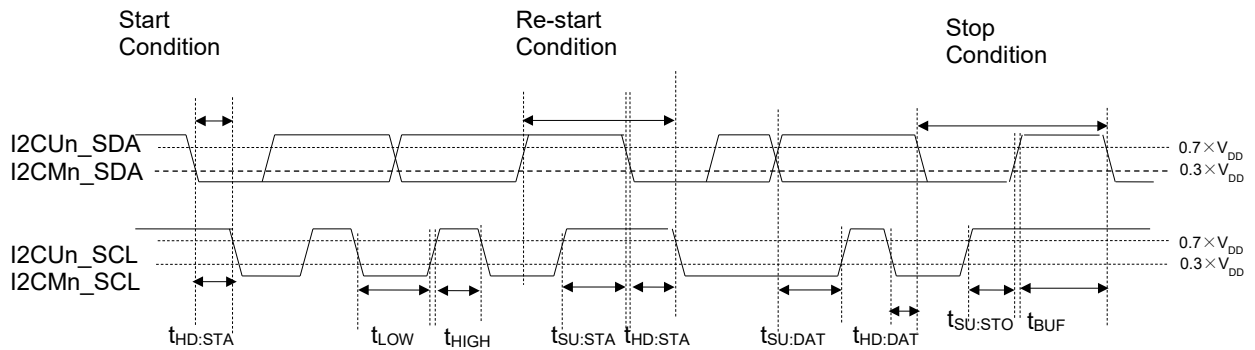 Start
Condition
Re-start
Condition
Stop
Condition
I2CUn_SDA
I2CMn_SDA
0.7×VDD
0.3×VDD
I2CUn_SCL
I2CMn_SCL
0.7×VDD
0.3×VDD
tHD:STA
tLOW
tHIGH
tSU:STA
tHD:STA
tSU:DAT
tHD:DAT
tSU:STO
tBUF